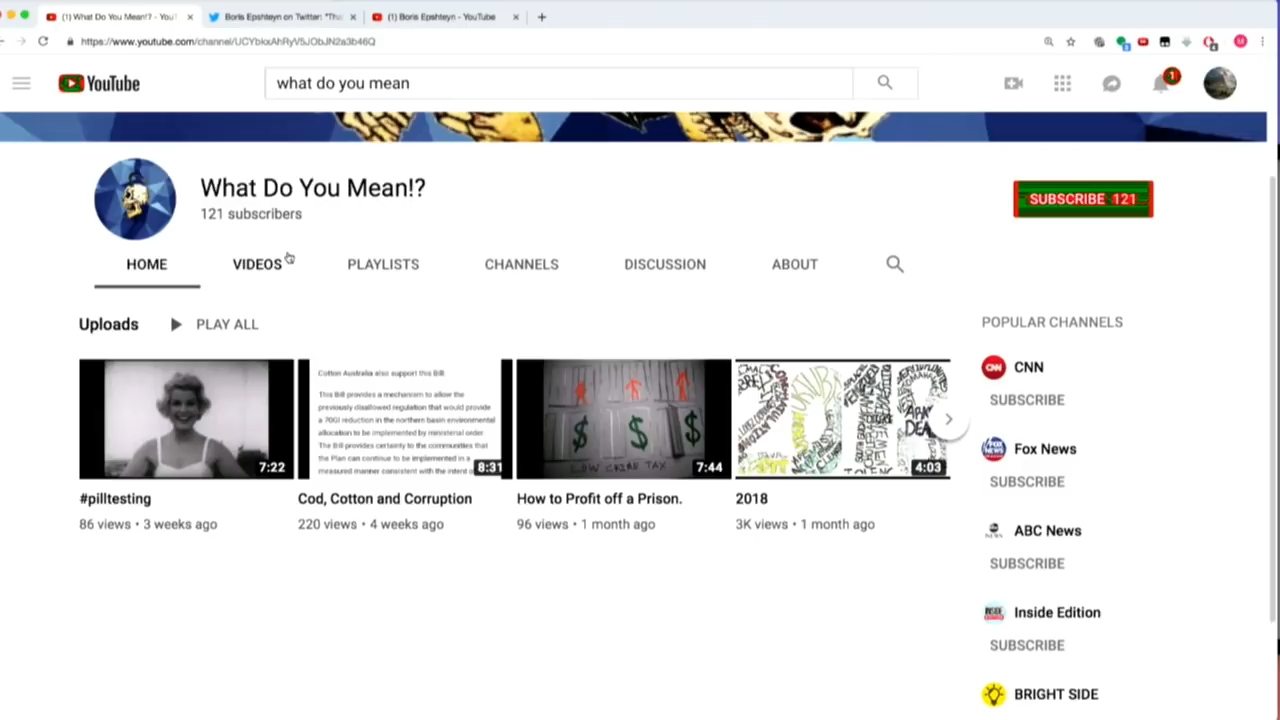 (1) What Do You Mean!? - YouT
Boris Epshteyn on Twitter: "Tha
(1) Boris Epshteyn - YouTube
https://www.youtube.com/channel/UCYbkxAhRyV5JObJN2a3b46Q
YouTube
what do you mean
1
What Do You Mean!?
121 subscribers
SUBSCRIBE 121
HOME
VIDEOS
PLAYLISTS
CHANNELS
DISCUSSION
ABOUT
Uploads
PLAY ALL
7:22
#pilltesting
86 views • 3 weeks ago
Cotton Australia also support this Bill
This Bill provides a mechanism to allow the
previously disallowed regulation that would provide
a 70Gl reduction in the northern basin environmental
allocation to be implemented by ministerial order.
The Bill provides certainty to the communities that
the Plan can continue to be implemented in a
measured manner consistent with the intent
8:31
Cod, Cotton and Corruption
220 views • 4 weeks ago
$ $ $
LOW CRIME TAX
7:44
How to Profit off a Prison.
96 views • 1 month ago
2018
4:03
2018
3K views • 1 month ago
POPULAR CHANNELS
CNN
CNN
SUBSCRIBE
Fox News
SUBSCRIBE
NEWS
ABC News
SUBSCRIBE
INSIDE
Inside Edition
SUBSCRIBE
BRIGHT SIDE